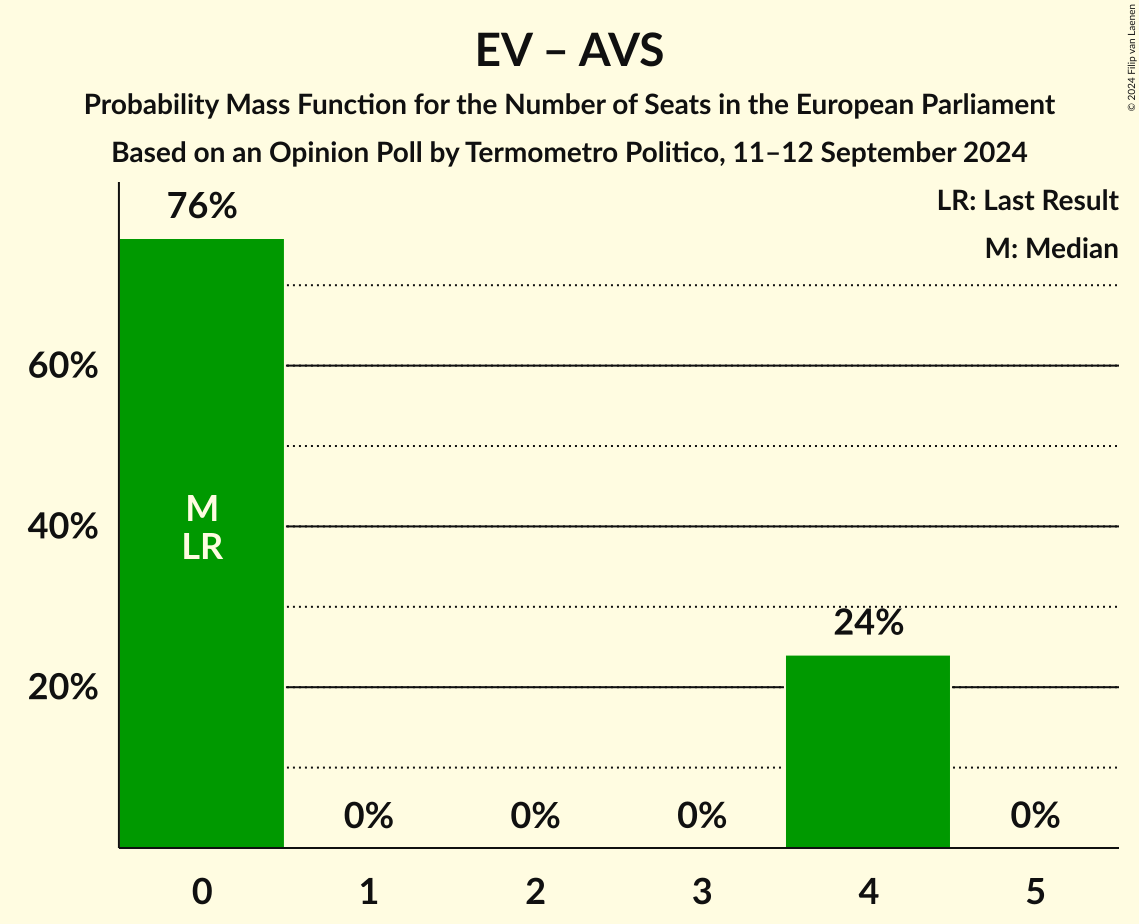 EV – AVS
Probability Mass Function for the Number of Seats in the European Parliament
Based on an Opinion Poll by Termometro Politico, 11–12 September 2024
© 2024 Filip van Laenen
LR: Last Result
M: Median
76%
60%
40%
20%
M
LR
0%
0%
0%
24%
0%
0
1
2
3
4
5